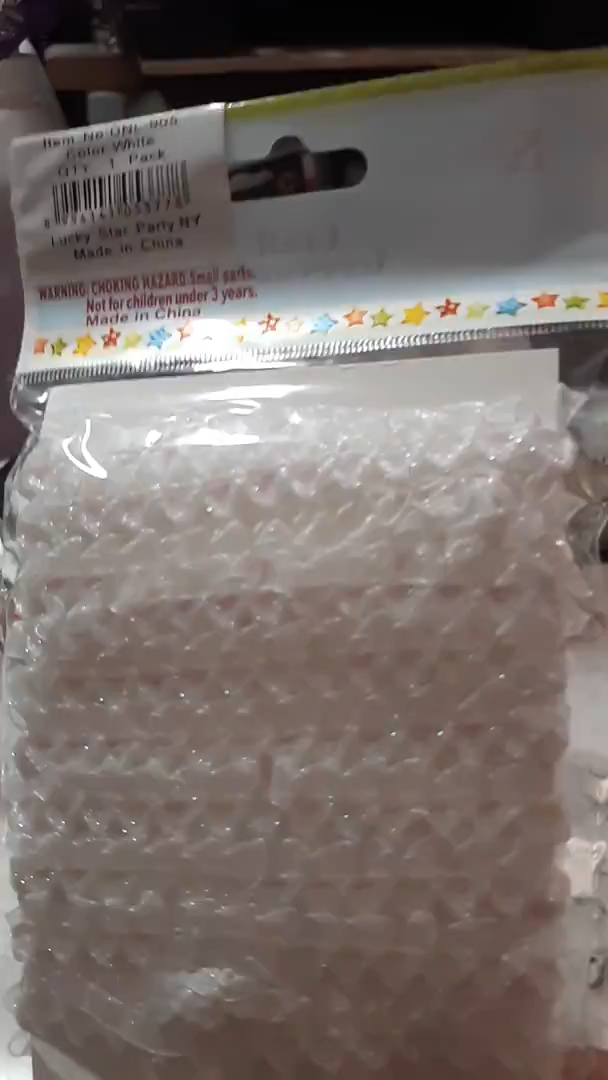 Item No UNL 905
Color White
QTY 1 Pack
Lucky Star Party NY
Made in China
WARNING: CHOKING HAZARD. Small parts.
Not for children under 3 years.
Made in China